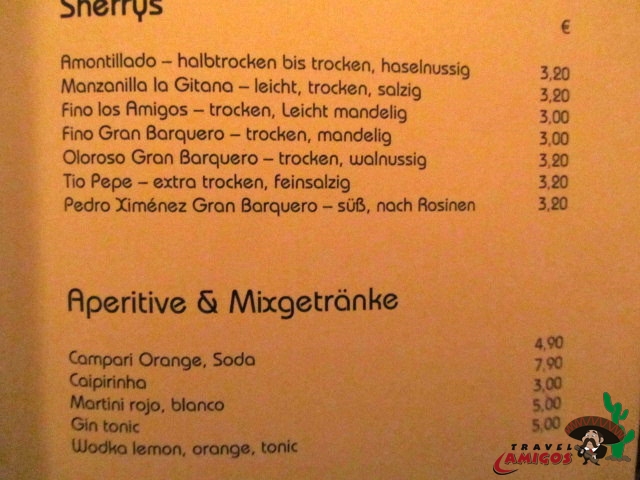 Sherrys
€
Amontillado – halbtrocken bis trocken, haselnussig 3,20
Manzanilla la Gitana – leicht, trocken, salzig 3,20
Fino los Amigos – trocken, Leicht mandelig 3,00
Fino Gran Barquero – trocken, mandelig 3,00
Oloroso Gran Barquero – trocken, walnussig 3,20
Tio Pepe – extra trocken, feinsalzig 3,20
Pedro Ximénez Gran Barquero – süß, nach Rosinen 3,20
Aperitive & Mixgetränke
Campari Orange, Soda 4,90
Caipirinha 7,90
Martini rojo, blanco 3,00
Gin tonic 5,00
Wodka lemon, orange, tonic 5,00
TRAVEL
AMIGOS